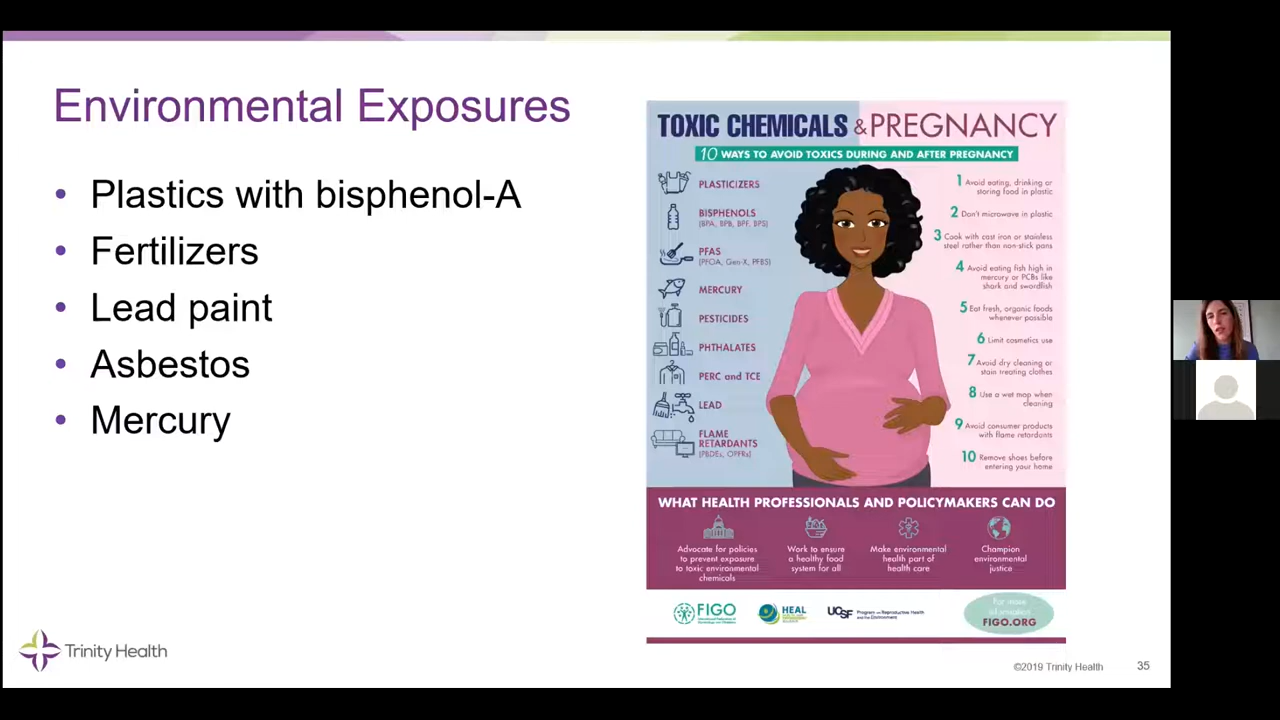 Environmental Exposures
• Plastics with bisphenol-A
• Fertilizers
• Lead paint
• Asbestos
• Mercury
TOXIC CHEMICALS & PREGNANCY
10 WAYS TO AVOID TOXICS DURING AND AFTER PREGNANCY
PLASTICIZERS
BISPHENOLS
(BPA, BPB, BPF, BPS)
PFAS
(PFOA, Gen-X, PFBS)
MERCURY
PESTICIDES
PHTHALATES
PERC and TCE
LEAD
FLAME
RETARDANTS
(PBDEs, OPFRs)
1 Avoid eating, drinking or
storing food in plastic
2 Don't microwave in plastic
3 Cook with cast iron or stainless
steel rather than non-stick pans
4 Avoid eating fish high in
mercury or PCBs like
shark and swordfish
5 Eat fresh, organic foods
whenever possible
6 Limit cosmetics use
7 Avoid dry cleaning or
stain treating clothes
8 Use a wet mop when
cleaning
9 Avoid consumer products
with flame retardants
10 Remove shoes before
entering your home
WHAT HEALTH PROFESSIONALS AND POLICYMAKERS CAN DO
Advocate for policies
to prevent exposure
to toxic environmental
chemicals
Work to ensure
a healthy food
system for all
Make environmental
health part of
health care
Champion
environmental
justice
FIGO
HEAL
UCSF Program on Reproductive Health
and the Environment
For more
information
FIGO.ORG
Trinity Health
©2019 Trinity Health
35